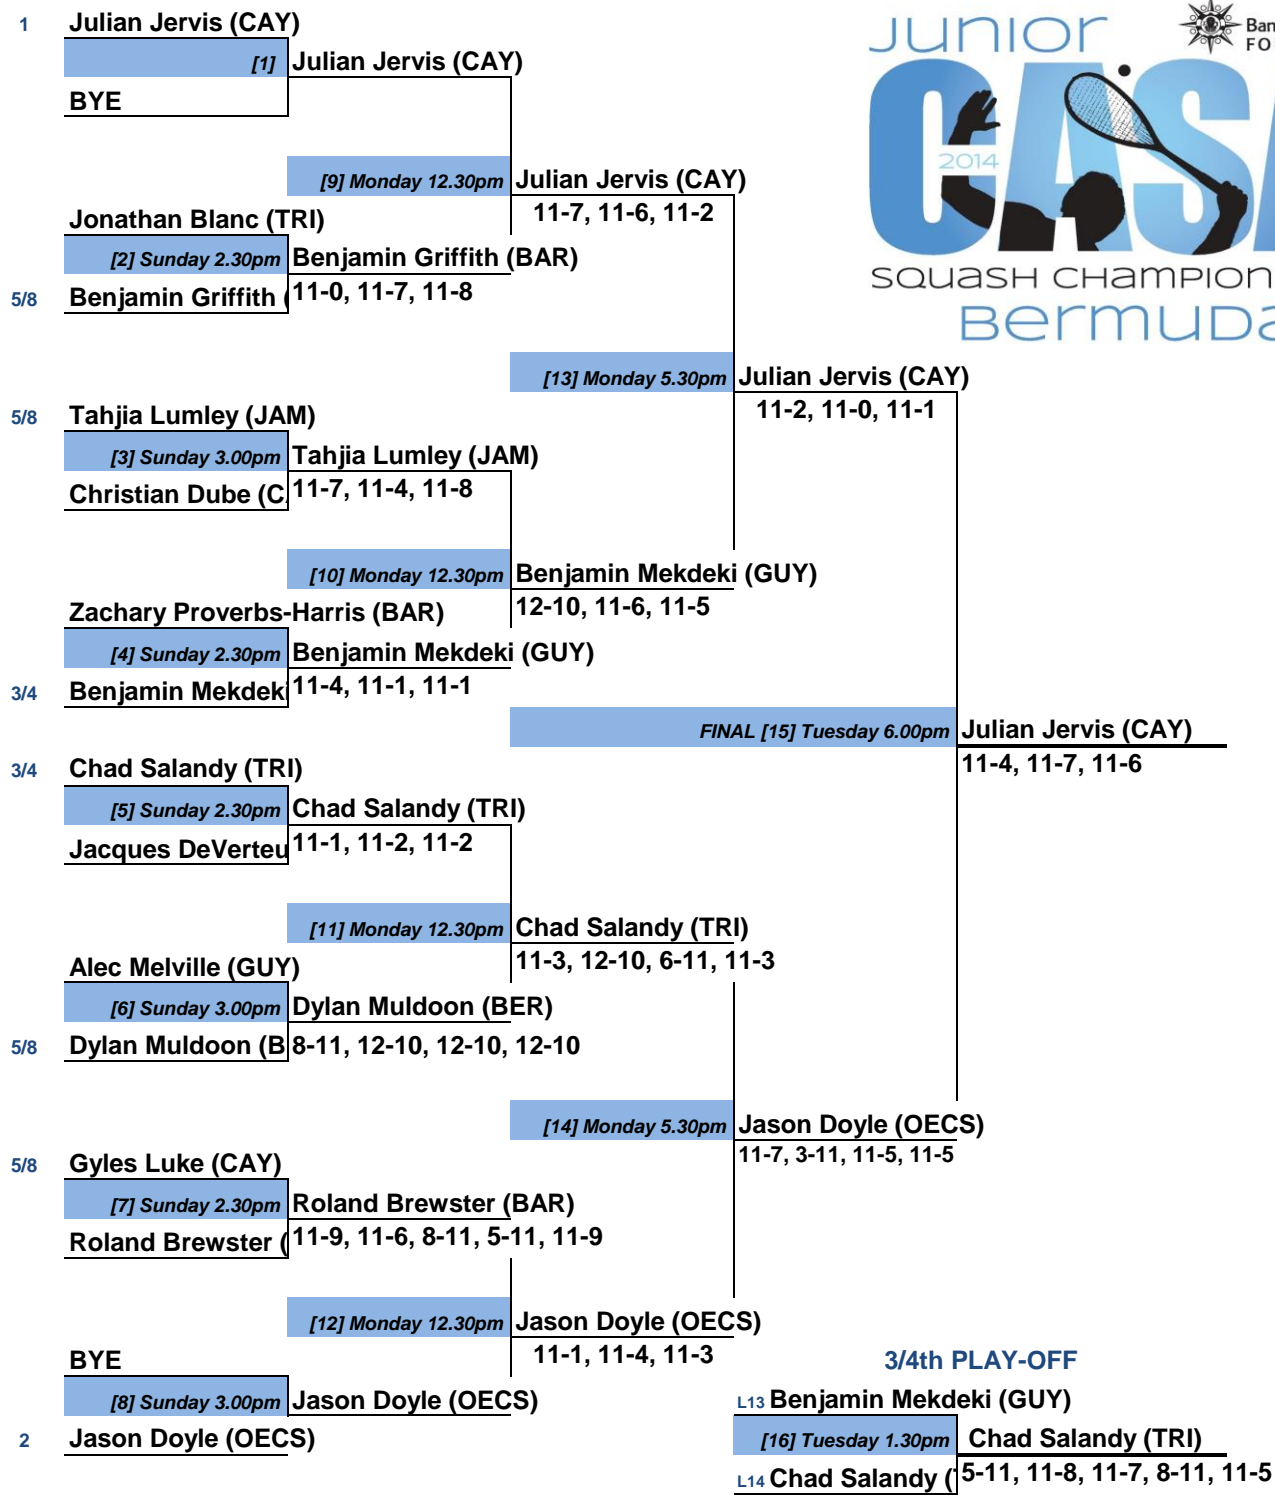 1 Julian Jervis (CAY)
[1] Julian Jervis (CAY)
BYE
[9] Monday 12.30pm Julian Jervis (CAY)
11-7, 11-6, 11-2
Jonathan Blanc (TRI)
[2] Sunday 2.30pm Benjamin Griffith (BAR)
5/8 Benjamin Griffith ( 11-0, 11-7, 11-8
[13] Monday 5.30pm Julian Jervis (CAY)
11-2, 11-0, 11-1
5/8 Tahjia Lumley (JAM)
[3] Sunday 3.00pm Tahjia Lumley (JAM)
Christian Dube (C 11-7, 11-4, 11-8
[10] Monday 12.30pm Benjamin Mekdeki (GUY)
12-10, 11-6, 11-5
Zachary Proverbs-Harris (BAR)
[4] Sunday 2.30pm Benjamin Mekdeki (GUY)
3/4 Benjamin Mekdeki 11-4, 11-1, 11-1
FINAL [15] Tuesday 6.00pm Julian Jervis (CAY)
11-4, 11-7, 11-6
3/4 Chad Salandy (TRI)
[5] Sunday 2.30pm Chad Salandy (TRI)
Jacques DeVerteu 11-1, 11-2, 11-2
[11] Monday 12.30pm Chad Salandy (TRI)
11-3, 12-10, 6-11, 11-3
Alec Melville (GUY)
[6] Sunday 3.00pm Dylan Muldoon (BER)
5/8 Dylan Muldoon (B 8-11, 12-10, 12-10, 12-10
[14] Monday 5.30pm Jason Doyle (OECS)
11-7, 3-11, 11-5, 11-5
5/8 Gyles Luke (CAY)
[7] Sunday 2.30pm Roland Brewster (BAR)
Roland Brewster ( 11-9, 11-6, 8-11, 5-11, 11-9
[12] Monday 12.30pm Jason Doyle (OECS)
11-1, 11-4, 11-3
BYE
[8] Sunday 3.00pm Jason Doyle (OECS)
2 Jason Doyle (OECS)
3/4th PLAY-OFF
L13 Benjamin Mekdeki (GUY)
[16] Tuesday 1.30pm Chad Salandy (TRI)
L14 Chad Salandy ( 5-11, 11-8, 11-7, 8-11, 11-5
JUNIOR
Ban
FO
CASA
2014
SQUASH CHAMPION
BERMUDA